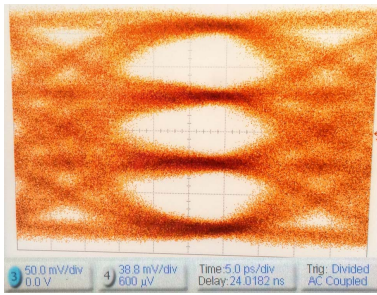 3 50.0 mV/div 4 38.8 mV/div Time:5.0 ps/div Trig: Divided
0.0 V 600 µV Delay:24.0182 ns AC Coupled